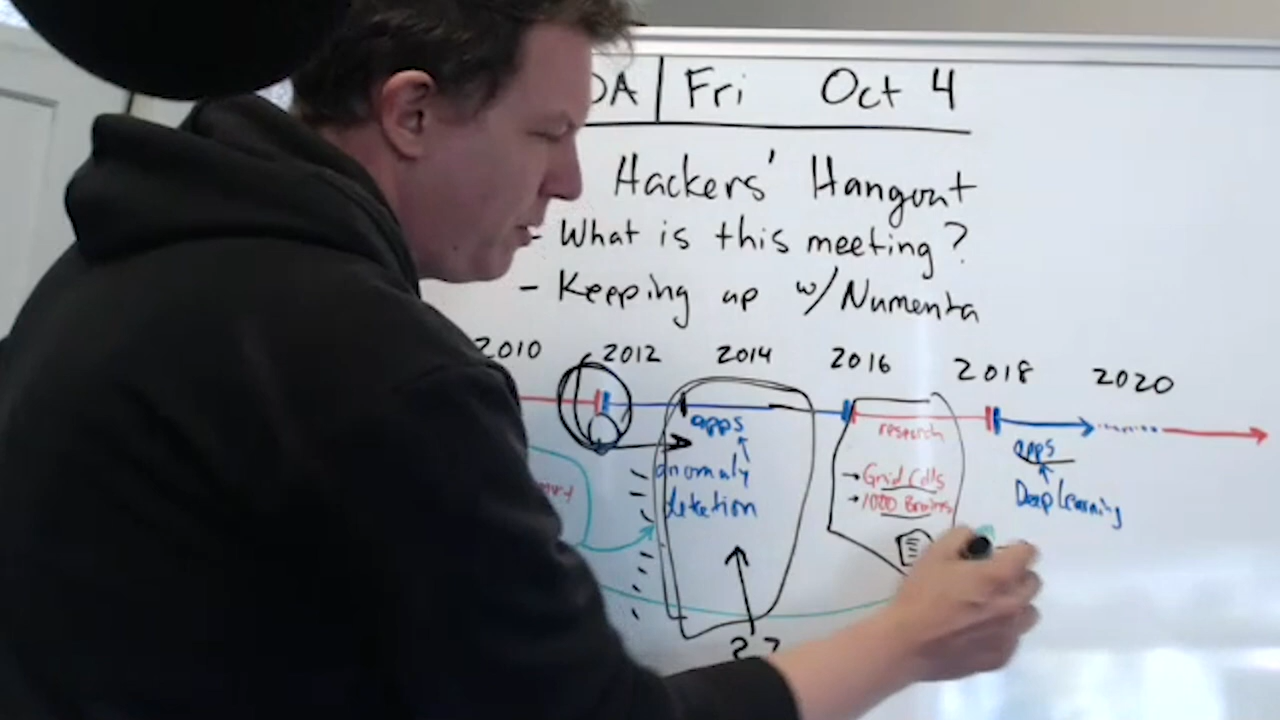 DA | Fri Oct 4
Hackers' Hangout
- What is this meeting?
- Keeping up w/ Numenta
2010 2012 2014 2016 2018 2020
apps
anomaly
detection
??
research
→ Grid Cells
→ 1000 Brains
apps
Deep Learning